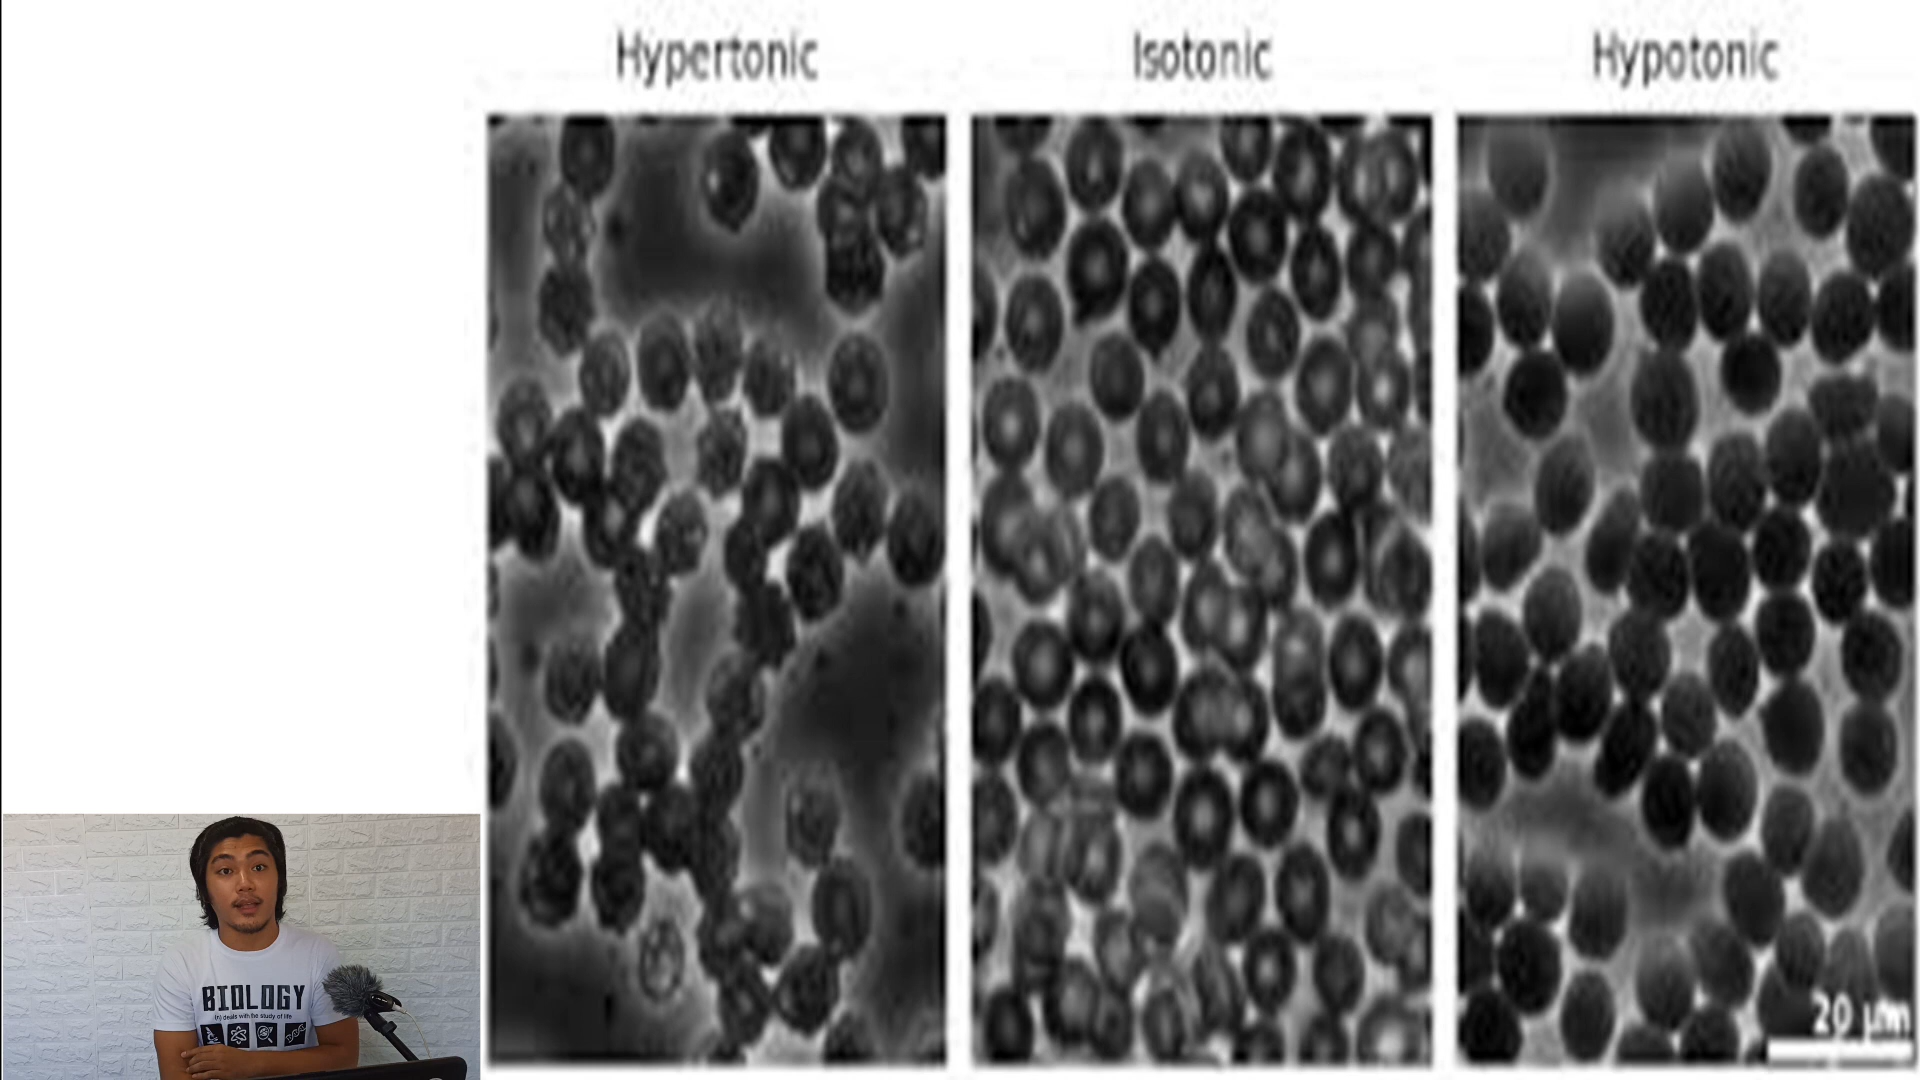 Hypertonic
Isotonic
Hypotonic
20 µm
BIOLOGY
(n) deals with the study of life